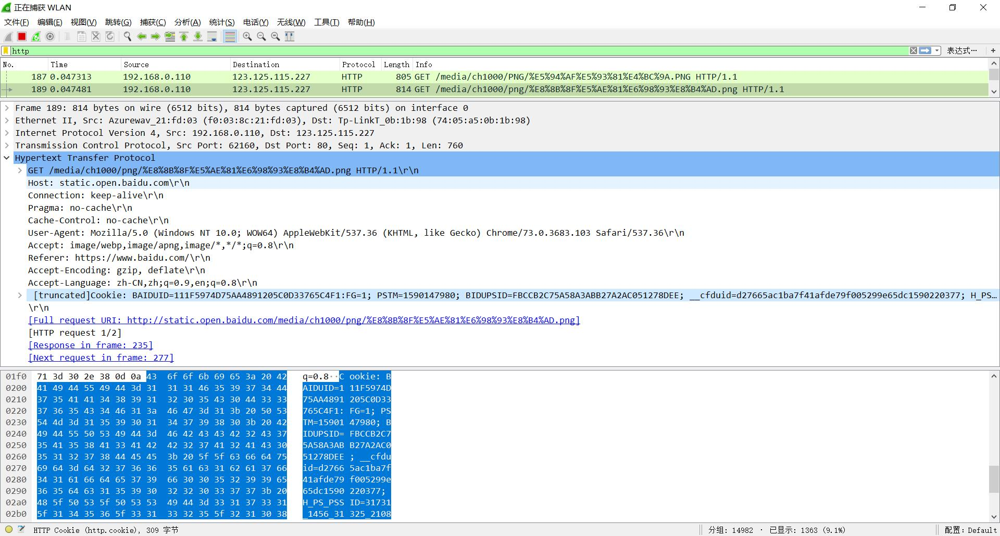 正在捕获 WLAN
文件(F) 编辑(E) 视图(V) 跳转(G) 捕获(C) 分析(A) 统计(S) 电话(Y) 无线(W) 工具(T) 帮助(H)
http 表达式… +
No. Time Source Destination Protocol Length Info
187 0.047313 192.168.0.110 123.125.115.227 HTTP 805 GET /media/ch1000/PNG/%E5%94%AF%E5%93%81%E4%BC%9A.PNG HTTP/1.1
189 0.047481 192.168.0.110 123.125.115.227 HTTP 814 GET /media/ch1000/png/%E8%8B%8F%E5%AE%81%E6%98%93%E8%B4%AD.png HTTP/1.1
Frame 189: 814 bytes on wire (6512 bits), 814 bytes captured (6512 bits) on interface 0
Ethernet II, Src: Azurewav_21:fd:03 (f0:03:8c:21:fd:03), Dst: Tp-LinkT_0b:1b:98 (74:05:a5:0b:1b:98)
Internet Protocol Version 4, Src: 192.168.0.110, Dst: 123.125.115.227
Transmission Control Protocol, Src Port: 62160, Dst Port: 80, Seq: 1, Ack: 1, Len: 760
Hypertext Transfer Protocol
GET /media/ch1000/png/%E8%8B%8F%E5%AE%81%E6%98%93%E8%B4%AD.png HTTP/1.1\r\n
Host: static.open.baidu.com\r\n
Connection: keep-alive\r\n
Pragma: no-cache\r\n
Cache-Control: no-cache\r\n
User-Agent: Mozilla/5.0 (Windows NT 10.0; WOW64) AppleWebKit/537.36 (KHTML, like Gecko) Chrome/73.0.3683.103 Safari/537.36\r\n
Accept: image/webp,image/apng,image/*,*/*;q=0.8\r\n
Referer: https://www.baidu.com/\r\n
Accept-Encoding: gzip, deflate\r\n
Accept-Language: zh-CN,zh;q=0.9,en;q=0.8\r\n
[truncated]Cookie: BAIDUID=111F5974D75AA4891205C0D33765C4F1:FG=1; PSTM=1590147980; BIDUPSID=FBCCB2C75A58A3ABB27A2AC051278DEE; __cfduid=d27665ac1ba7f41afde79f005299e65dc1590220377; H_PS…
\r\n
[Full request URI: http://static.open.baidu.com/media/ch1000/png/%E8%8B%8F%E5%AE%81%E6%98%93%E8%B4%AD.png]
[HTTP request 1/2]
[Response in frame: 235]
[Next request in frame: 277]
01f0 71 3d 30 2e 38 0d 0a 43 6f 6f 6b 69 65 3a 20 42 q=0.8··C ookie: B
0200 41 49 44 55 49 44 3d 31 31 31 46 35 39 37 34 44 AIDUID=1 11F5974D
0210 37 35 41 41 34 38 39 31 32 30 35 43 30 44 33 33 75AA4891 205C0D33
0220 37 36 35 43 34 46 31 3a 46 47 3d 31 3b 20 50 53 765C4F1: FG=1; PS
0230 54 4d 3d 31 35 39 30 31 34 37 39 38 30 3b 20 42 TM=15901 47980; B
0240 49 44 55 50 53 49 44 3d 46 42 43 43 42 32 43 37 IDUPSID= FBCCB2C7
0250 35 41 35 38 41 33 41 42 42 32 37 41 32 41 43 30 5A58A3AB B27A2AC0
0260 35 31 32 37 38 44 45 45 3b 20 5f 5f 63 66 64 75 51278DEE ; __cfdu
0270 69 64 3d 64 32 37 36 36 35 61 63 31 62 61 37 66 id=d2766 5ac1ba7f
0280 34 31 61 66 64 65 37 39 66 30 30 35 32 39 39 65 41afde79 f005299e
0290 36 35 64 63 31 35 39 30 32 32 30 33 37 37 3b 20 65dc1590 220377;
02a0 48 5f 50 53 5f 50 53 53 49 44 3d 33 31 37 33 31 H_PS_PSS ID=31731
02b0 5f 31 34 35 36 5f 33 31 33 32 35 5f 32 31 30 38 _1456_31 325_2108
HTTP Cookie (http.cookie), 309 字节 分组: 14982 · 已显示: 1363 (9.1%) 配置: Default